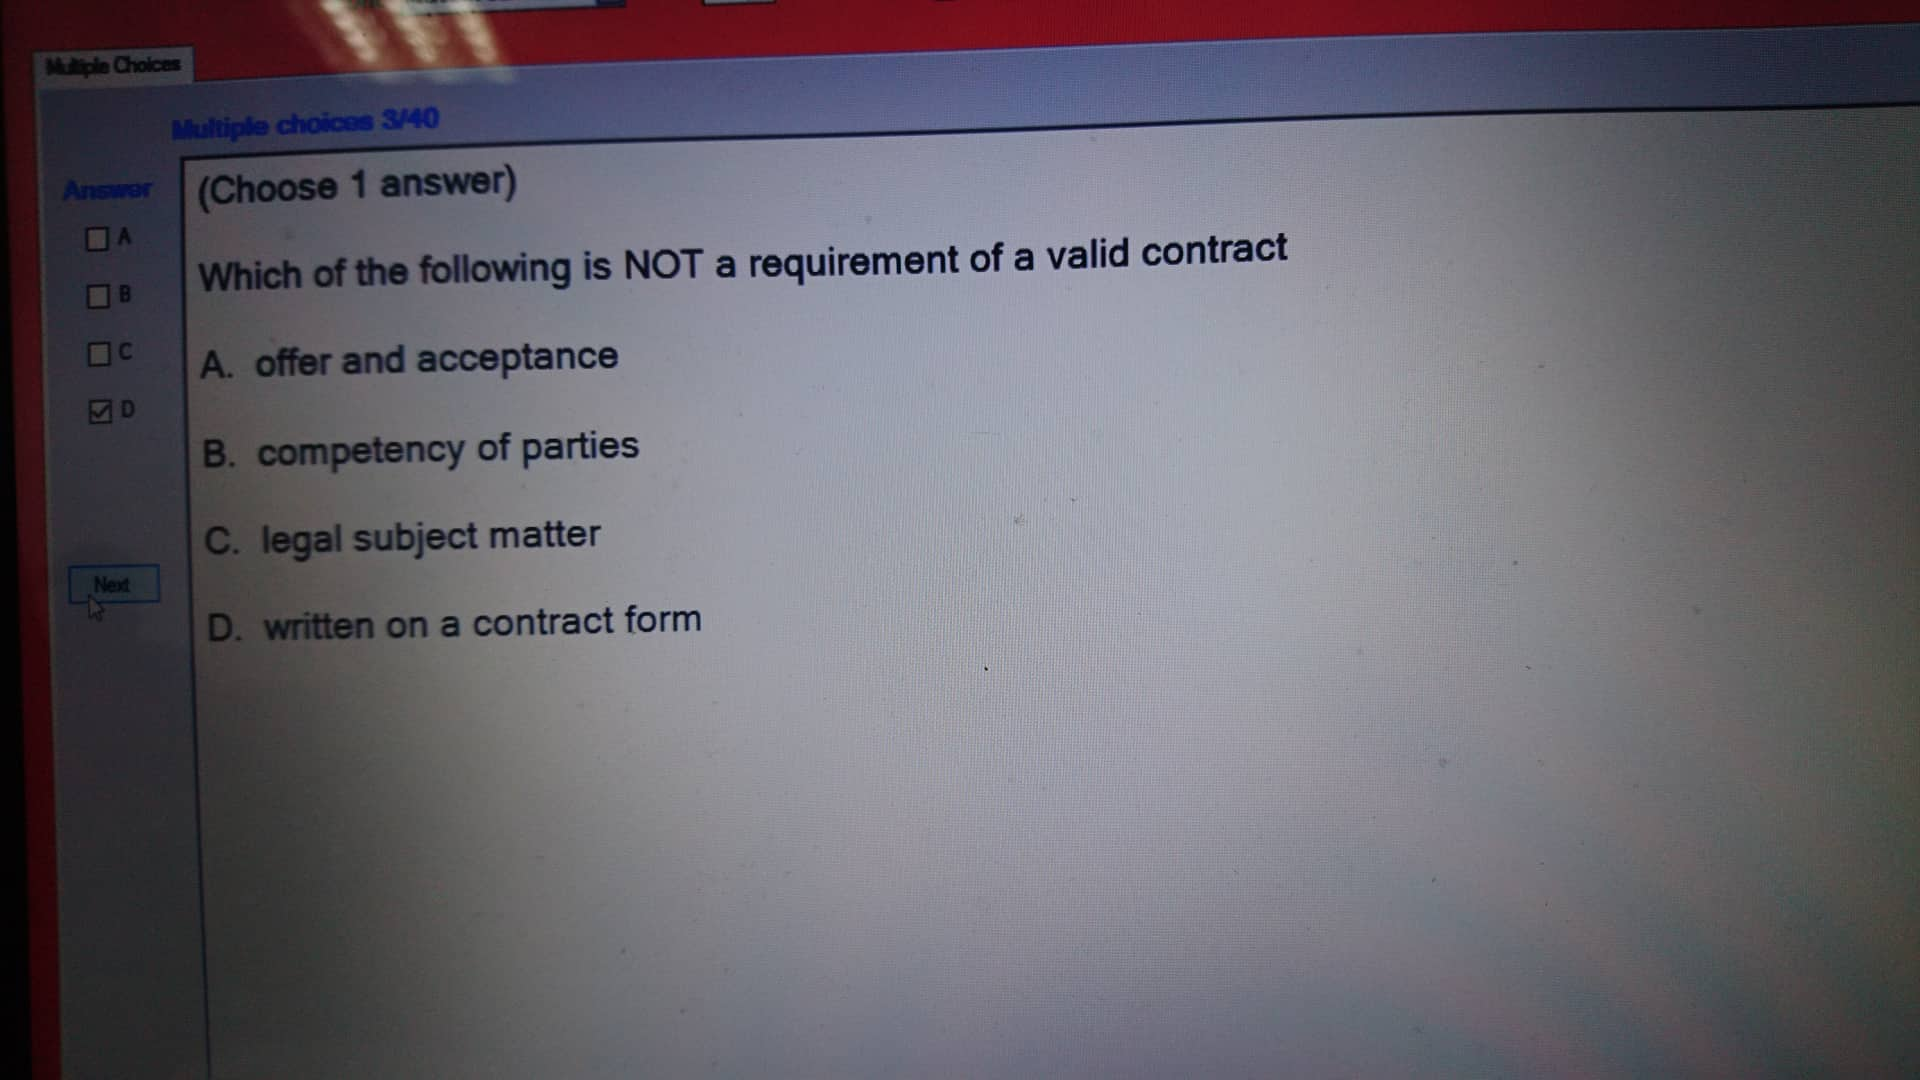 Multiple Choices
Multiple choices 3/40
Answer
(Choose 1 answer)
A
Which of the following is NOT a requirement of a valid contract
B
C
A. offer and acceptance
D
B. competency of parties
C. legal subject matter
Next
D. written on a contract form